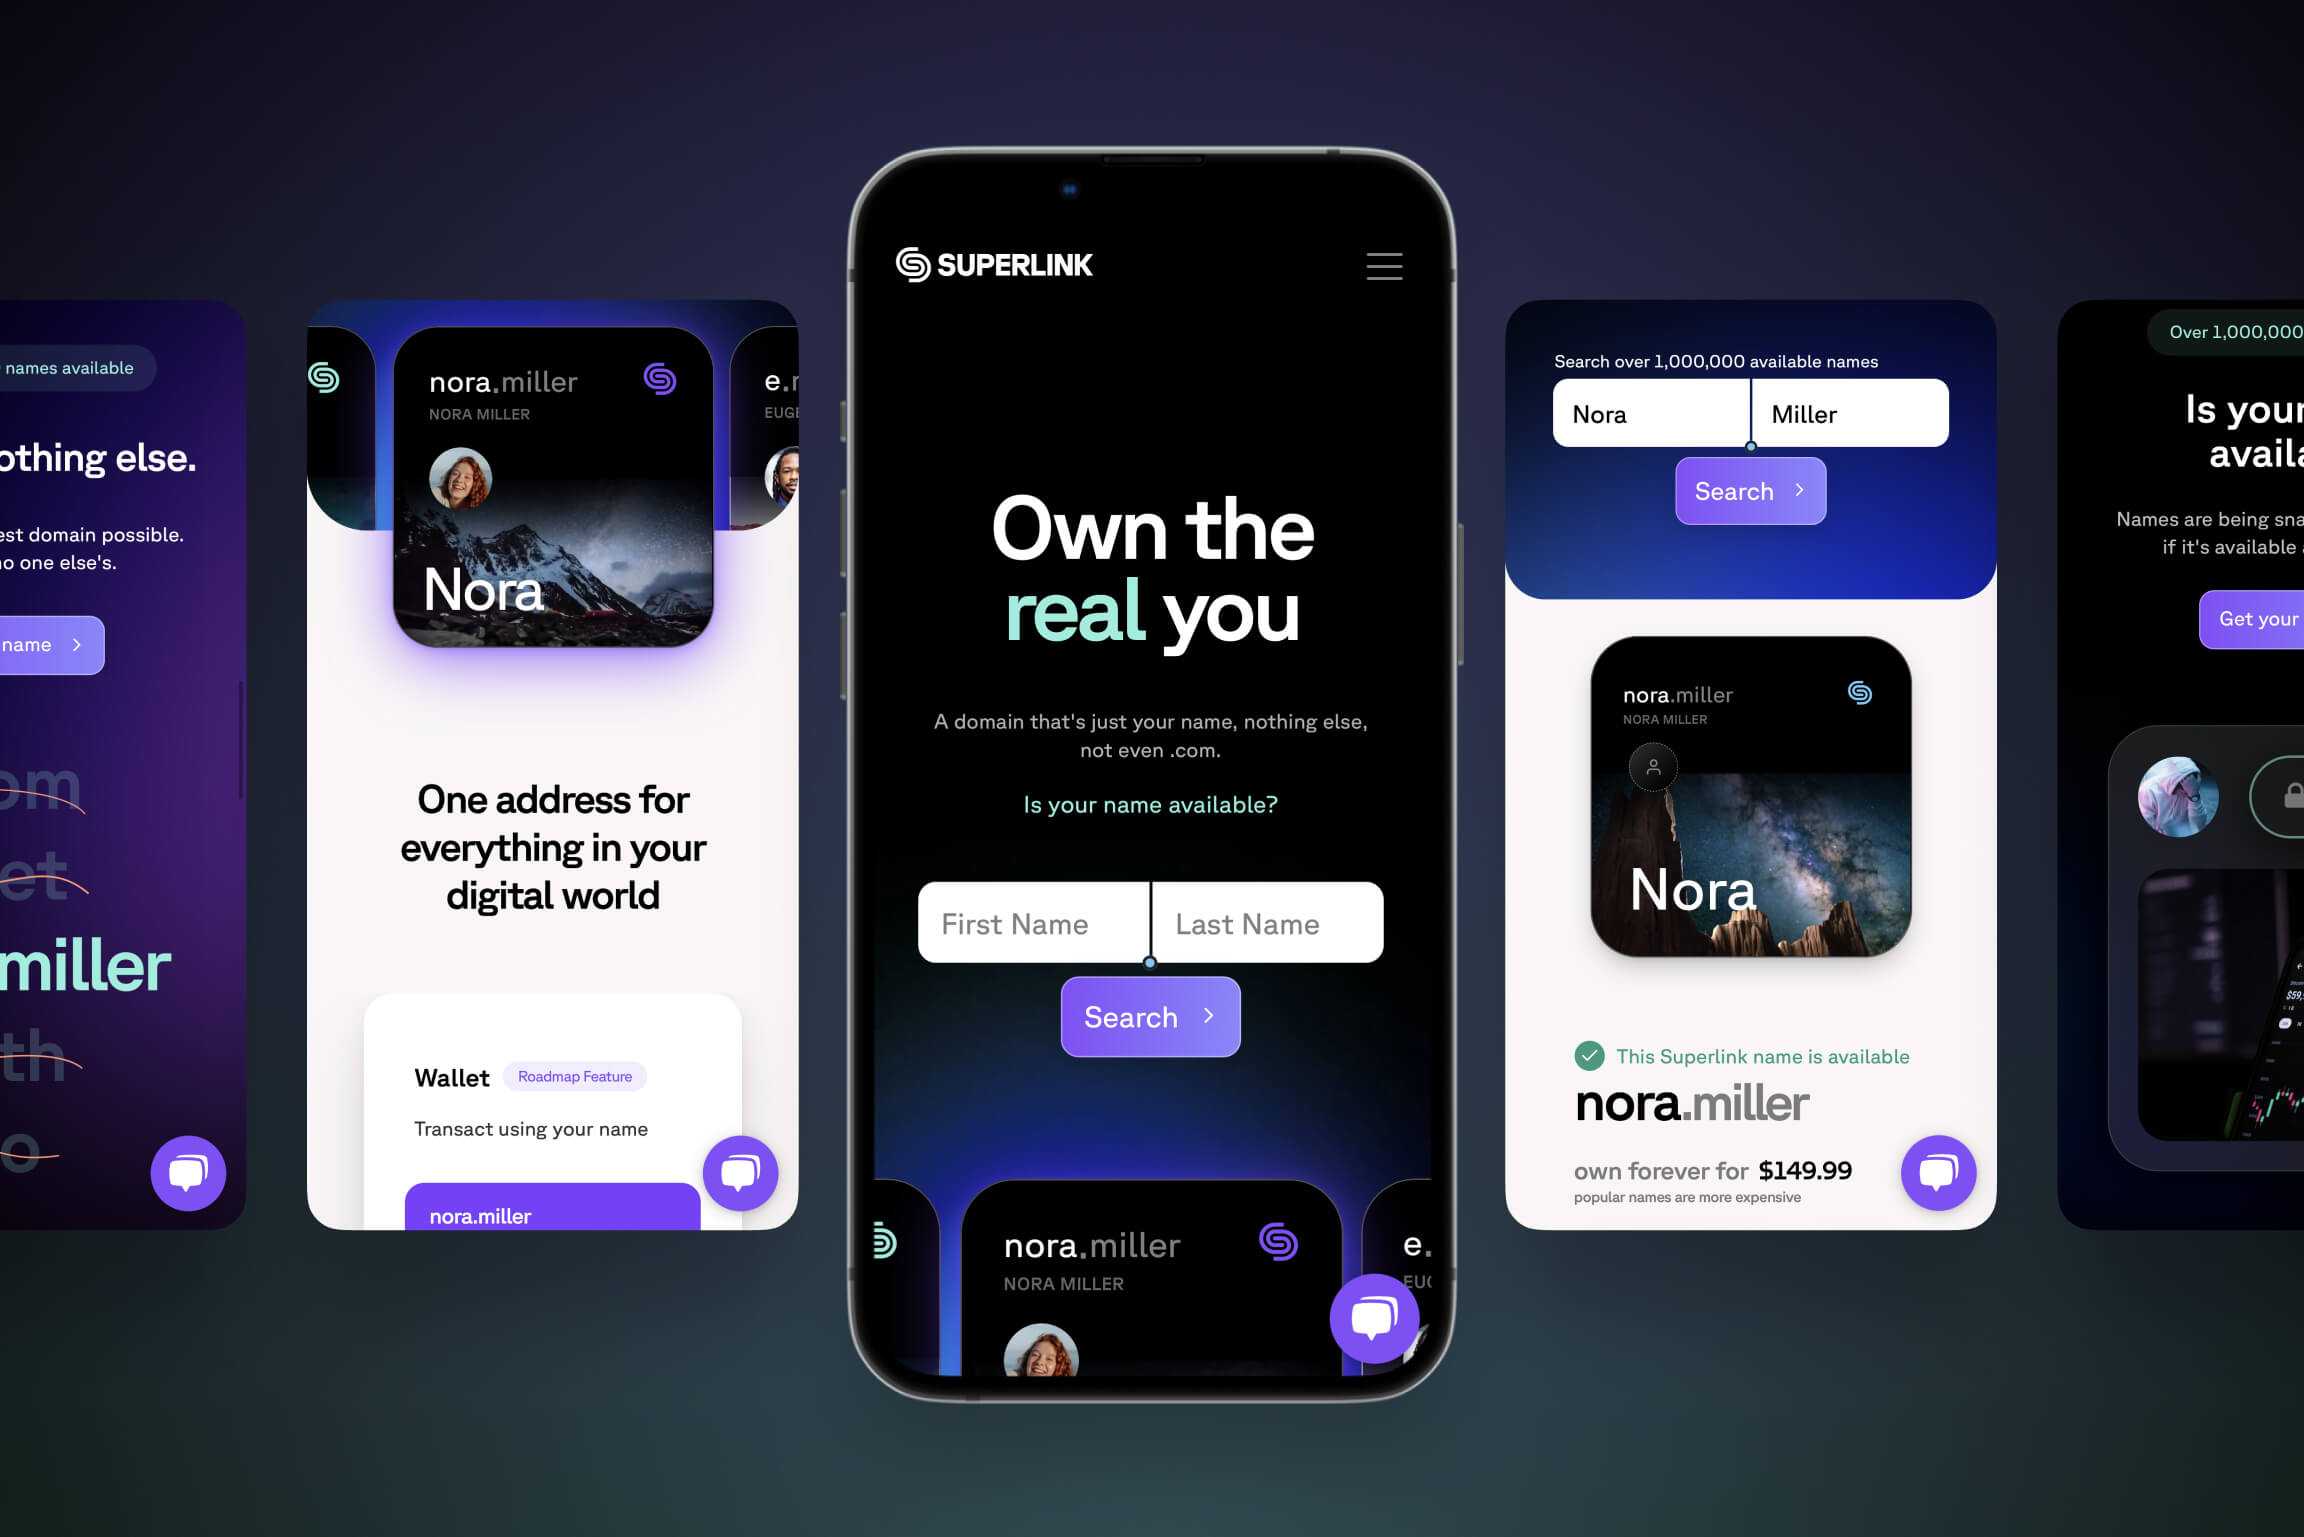 names available
othing else.
est domain possible.
no one else's.
name
om
et
miller
th
o
nora.miller
NORA MILLER
e.r
EUGE
Nora
One address for
everything in your
digital world
Wallet
Roadmap Feature
Transact using your name
nora.miller
SUPERLINK
Own the
real you
A domain that's just your name, nothing else,
not even .com.
Is your name available?
First Name
Last Name
Search
nora.miller
NORA MILLER
e.
EUG
Search over 1,000,000 available names
Nora
Miller
Search
nora.miller
NORA MILLER
Nora
This Superlink name is available
nora.miller
own forever for $149.99
popular names are more expensive
Over 1,000,000
Is your
availa
Names are being sna
if it's available a
Get your
$59,